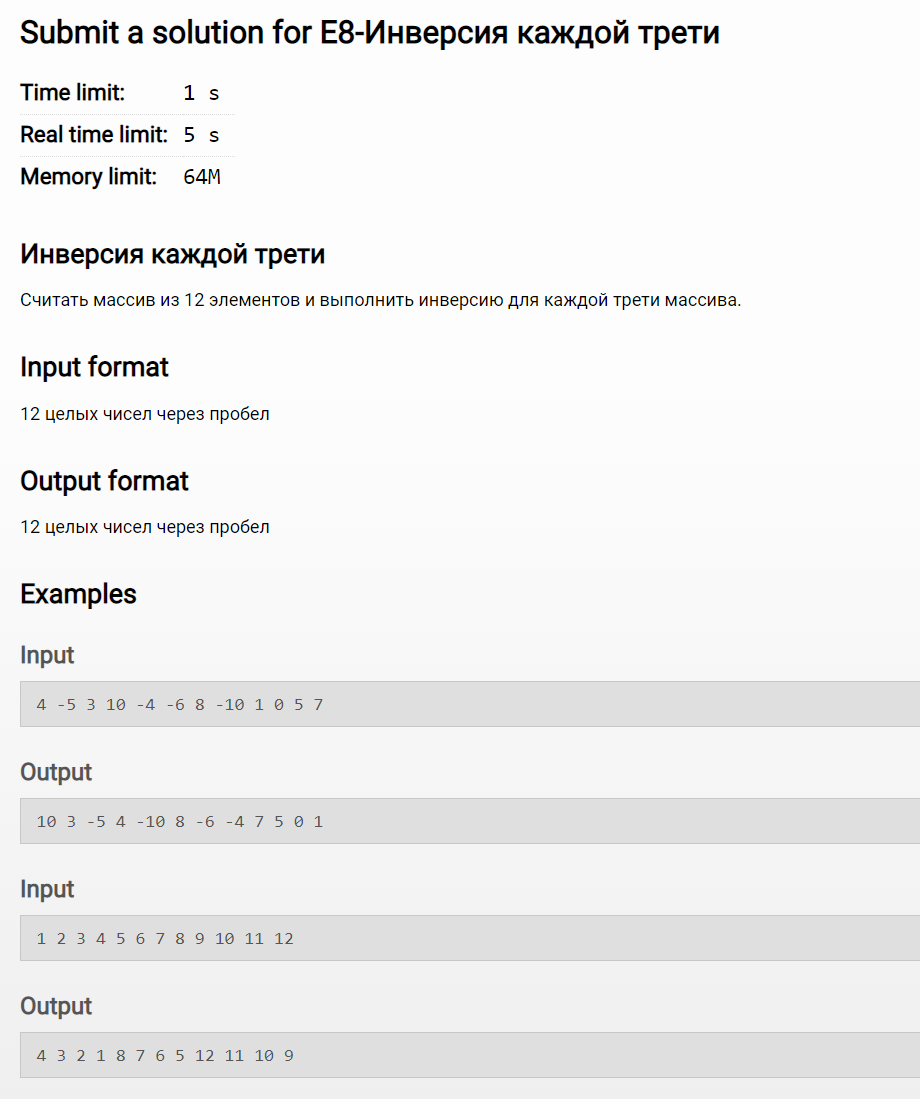 Submit a solution for E8-Инверсия каждой трети
Time limit: 1 s
Real time limit: 5 s
Memory limit: 64M
Инверсия каждой трети
Считать массив из 12 элементов и выполнить инверсию для каждой трети массива.
Input format
12 целых чисел через пробел
Output format
12 целых чисел через пробел
Examples
Input
4 -5 3 10 -4 -6 8 -10 1 0 5 7
Output
10 3 -5 4 -10 8 -6 -4 7 5 0 1
Input
1 2 3 4 5 6 7 8 9 10 11 12
Output
4 3 2 1 8 7 6 5 12 11 10 9